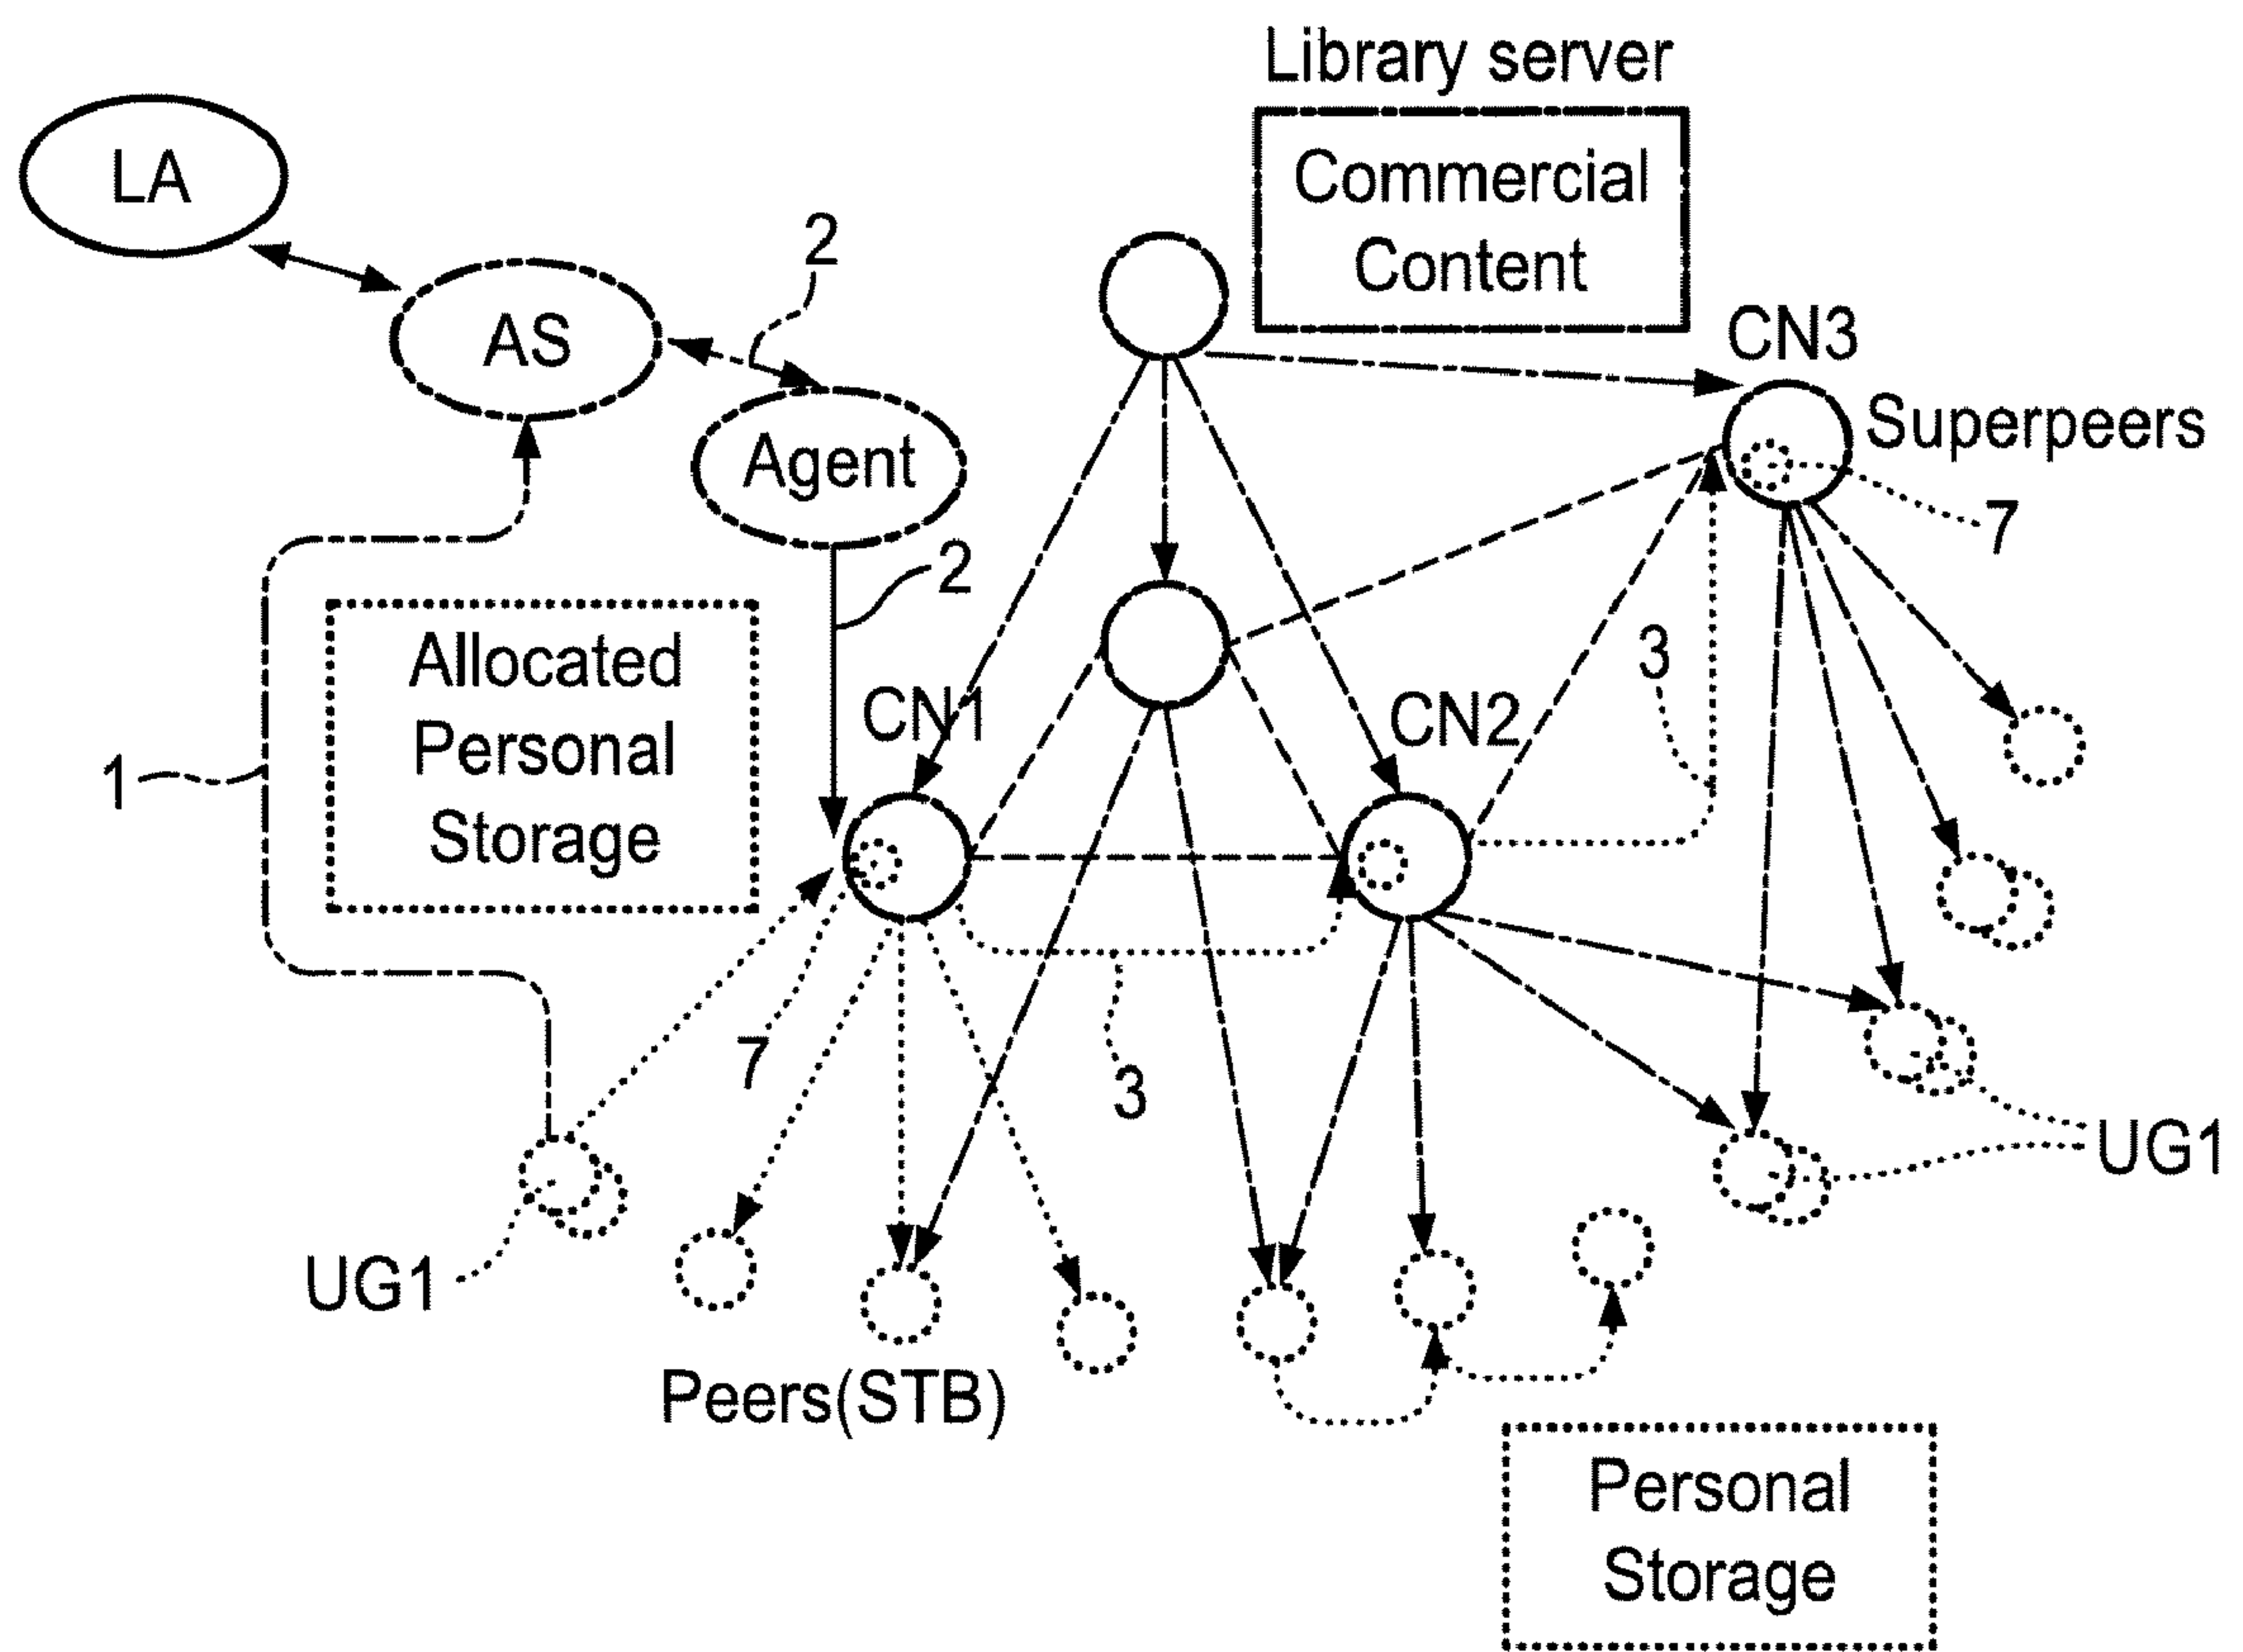 Library server
LA
Commercial
Content
2
AS
CN3
Superpeers
Agent
7
2
Allocated
Personal
Storage
3
CN1
CN2
1
7
3
UG1
UG1
Peers(STB)
Personal
Storage